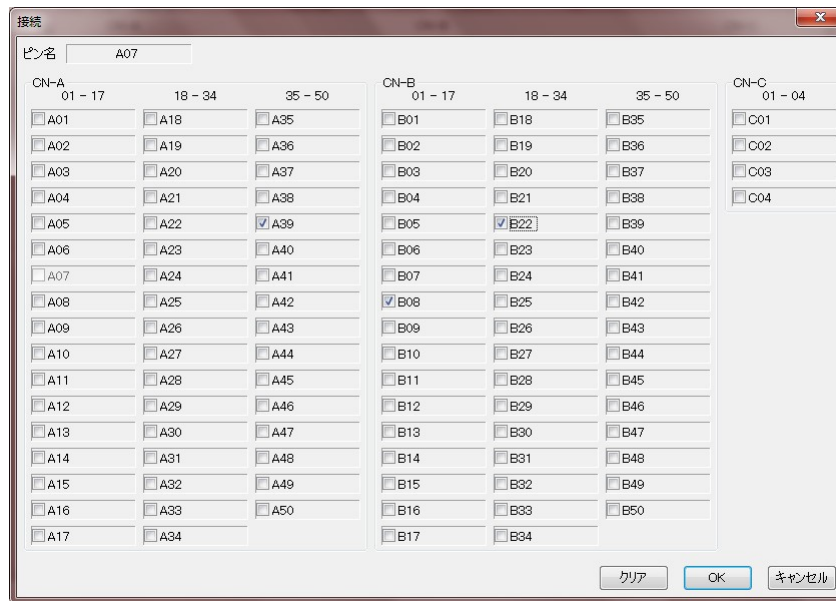 接続
ピン名 A07
CN-A CN-B CN-C
01 - 17 18 - 34 35 - 50 01 - 17 18 - 34 35 - 50 01 - 04
A01 A18 A35 B01 B18 B35 C01
A02 A19 A36 B02 B19 B36 C02
A03 A20 A37 B03 B20 B37 C03
A04 A21 A38 B04 B21 B38 C04
A05 A22 A39 B05 B22 B39
A06 A23 A40 B06 B23 B40
A07 A24 A41 B07 B24 B41
A08 A25 A42 B08 B25 B42
A09 A26 A43 B09 B26 B43
A10 A27 A44 B10 B27 B44
A11 A28 A45 B11 B28 B45
A12 A29 A46 B12 B29 B46
A13 A30 A47 B13 B30 B47
A14 A31 A48 B14 B31 B48
A15 A32 A49 B15 B32 B49
A16 A33 A50 B16 B33 B50
A17 A34 B17 B34
クリア OK キャンセル